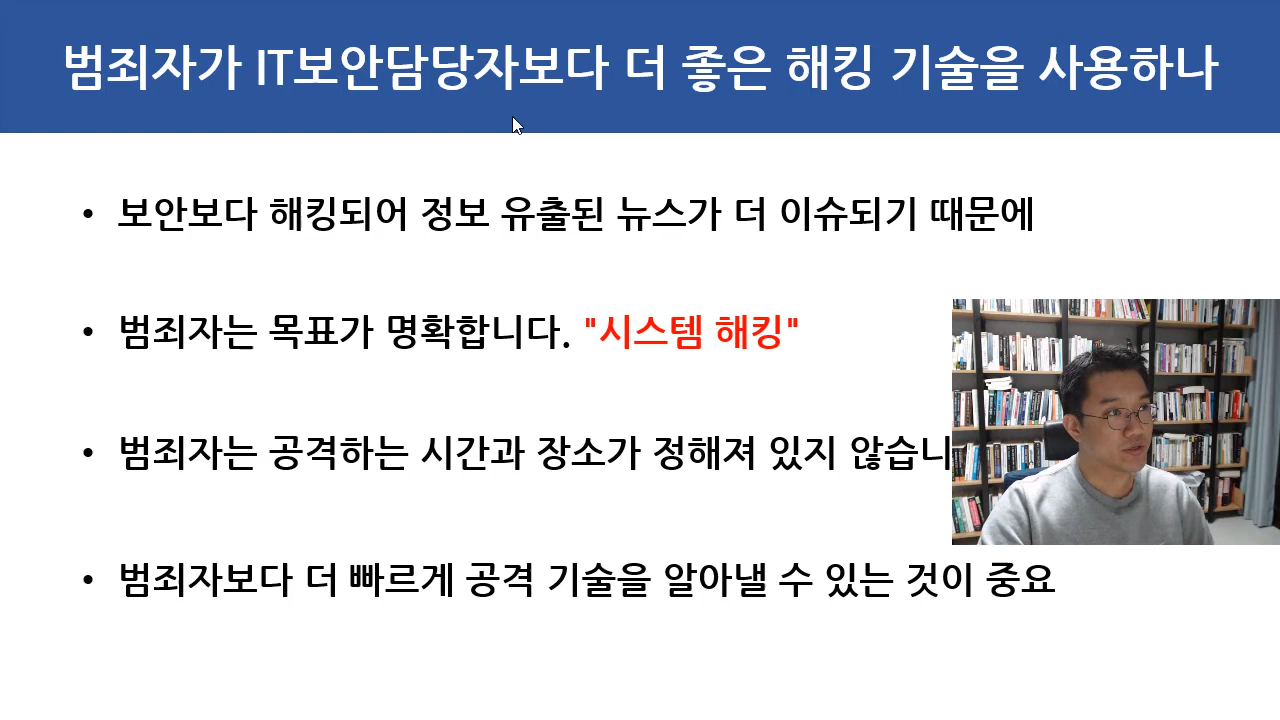 범죄자가 IT보안담당자보다 더 좋은 해킹 기술을 사용하나
• 보안보다 해킹되어 정보 유출된 뉴스가 더 이슈되기 때문에
• 범죄자는 목표가 명확합니다. "시스템 해킹"
• 범죄자는 공격하는 시간과 장소가 정해져 있지
• 범죄자보다 더 빠르게 공격 기술을 알아낼 수 있는 것이 중요